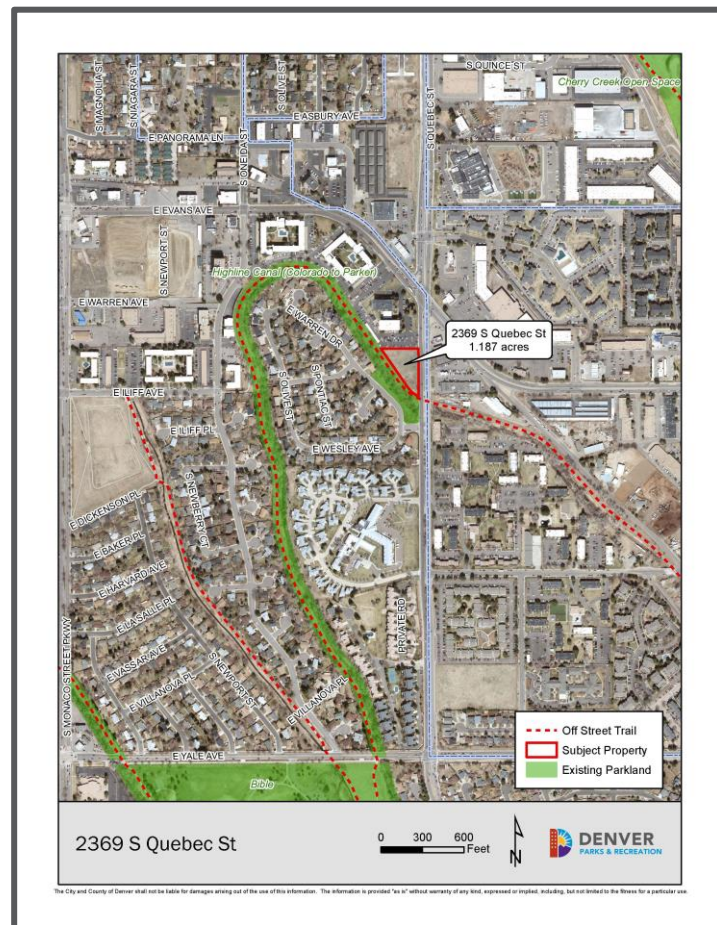 S QUINCE ST
Cherry Creek Open Space
S MAGNOLIA ST
S NIAGARA ST
S OLIVE ST
S QUEBEC ST
E ASBURY AVE
E PANORAMA LN
S ONEIDA ST
E EVANS AVE
S NEWPORT ST
Highline Canal (Colorado to Parker)
E WARREN AVE
E WARREN DR
2369 S Quebec St
1.187 acres
S PONTIAC ST
S OLIVE ST
E ILIFF AVE
E ILIFF PL
E WESLEY AVE
S NEWBERRY CT
E DICKENSON PL
E BAKER PL
E HARVARD AVE
E LA SALLE PL
PRIVATE RD
S MONACO STREET PKWY
E VASSAR AVE
S NEWPORT ST
E VILLANOVA PL
E VILLANOVA PL
E YALE AVE
Bible
Off Street Trail
Subject Property
Existing Parkland
2369 S Quebec St
0 300 600
Feet
N
DENVER
PARKS & RECREATION
The City and County of Denver shall not be liable for damages arising out of the use of this information. The information is provided "as is" without warranty of any kind, expressed or implied, including, but not limited to the fitness for a particular use.